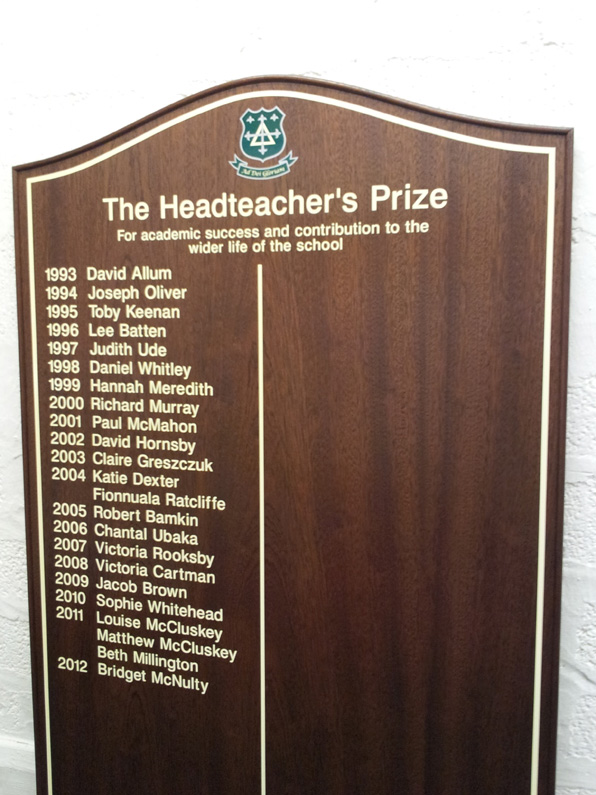 Ad Dei Gloriam
The Headteacher's Prize
For academic success and contribution to the
wider life of the school
1993 David Allum
1994 Joseph Oliver
1995 Toby Keenan
1996 Lee Batten
1997 Judith Ude
1998 Daniel Whitley
1999 Hannah Meredith
2000 Richard Murray
2001 Paul McMahon
2002 David Hornsby
2003 Claire Greszczuk
2004 Katie Dexter
Fionnuala Ratcliffe
2005 Robert Bamkin
2006 Chantal Ubaka
2007 Victoria Rooksby
2008 Victoria Cartman
2009 Jacob Brown
2010 Sophie Whitehead
2011 Louise McCluskey
Matthew McCluskey
Beth Millington
2012 Bridget McNulty